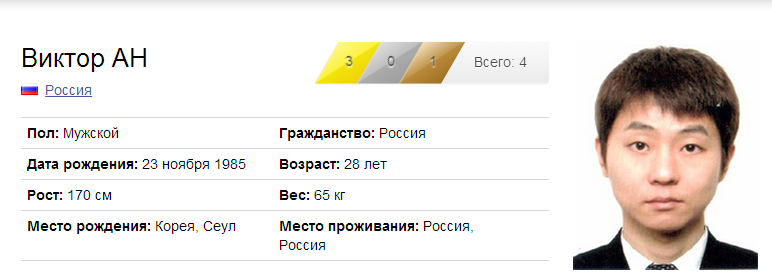 Виктор АН
3 0 1 Всего: 4
Россия
Пол: Мужской Гражданство: Россия
Дата рождения: 23 ноября 1985 Возраст: 28 лет
Рост: 170 см Вес: 65 кг
Место рождения: Корея, Сеул Место проживания: Россия,
Россия